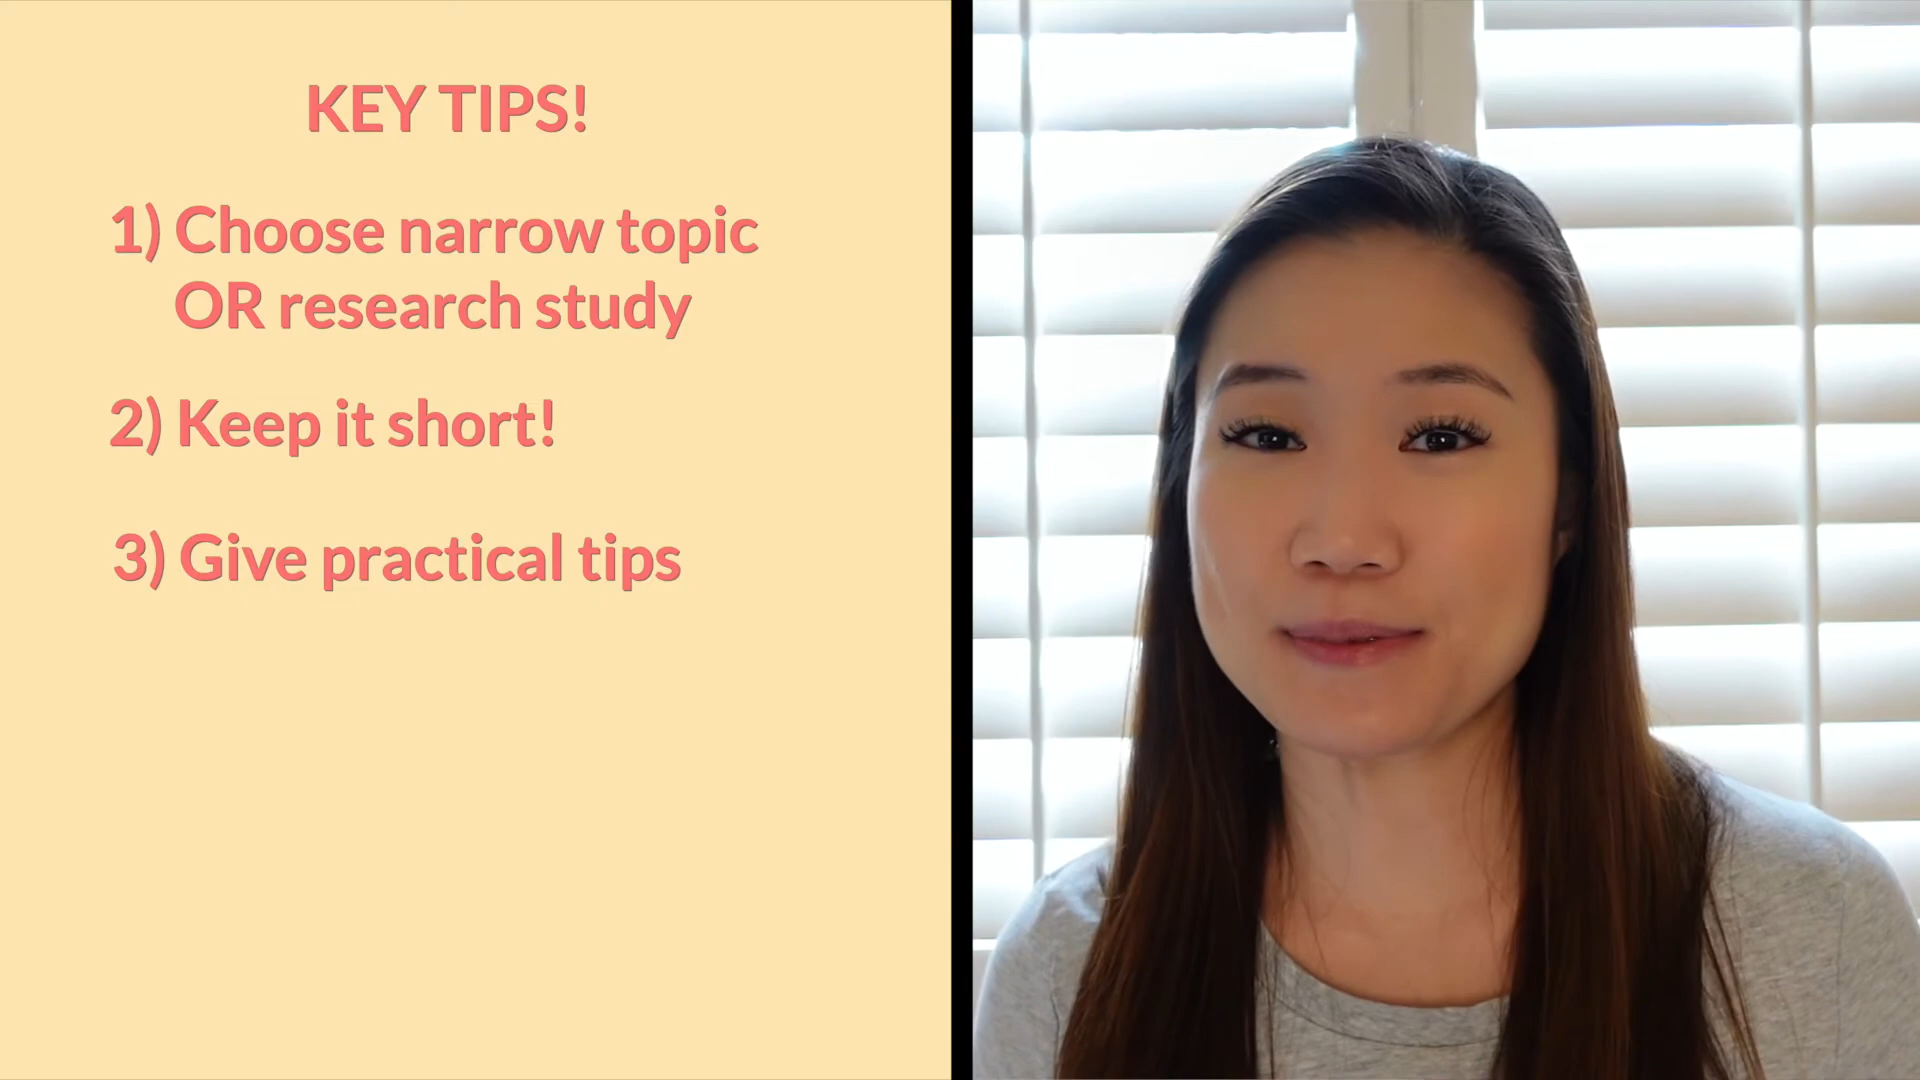 KEY TIPS!
1) Choose narrow topic
OR research study
2) Keep it short!
3) Give practical tips